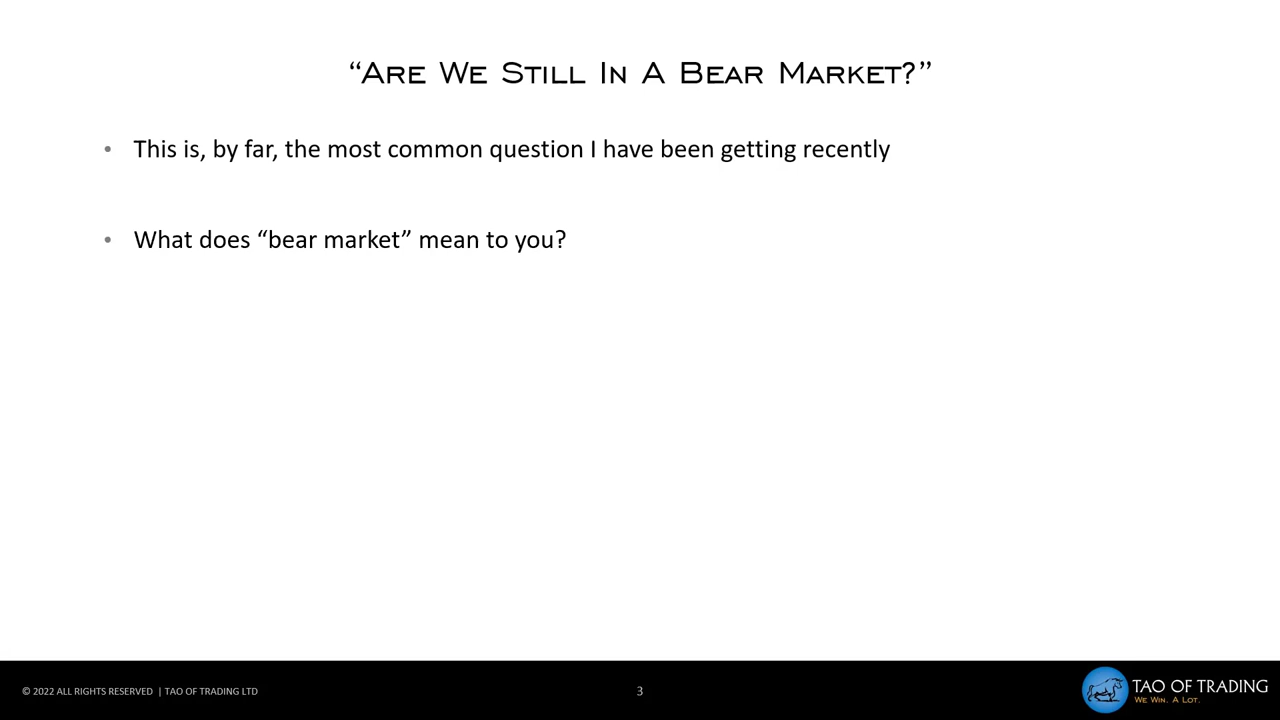 “Are We Still In A Bear Market?”
• This is, by far, the most common question I have been getting recently
• What does “bear market” mean to you?
© 2022 ALL RIGHTS RESERVED | TAO OF TRADING LTD
3
TAO OF TRADING
We Win. A Lot.